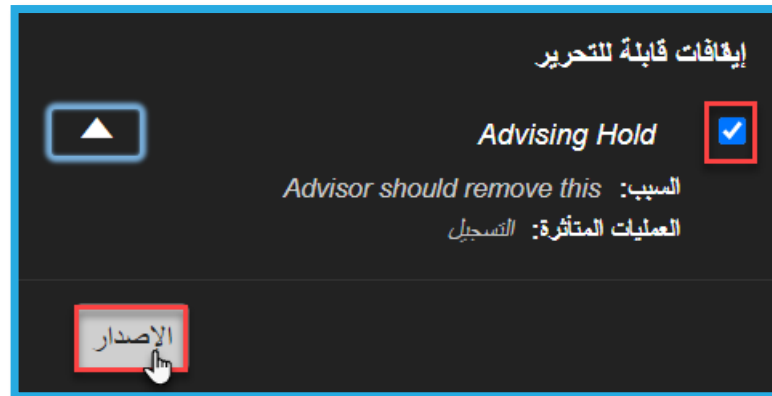 إيقافات قابلة للتحرير
Advising Hold
السبب: Advisor should remove this
العمليات المتأثرة: التسجيل
الإصدار